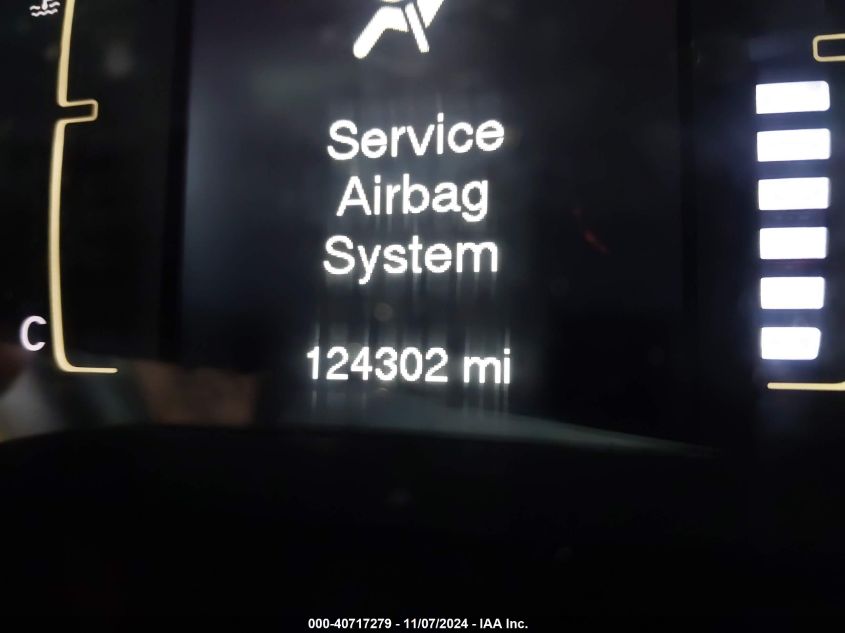 Service
Airbag
System
C
124302 mi
000-40717279 - 11/07/2024 - IAA Inc.